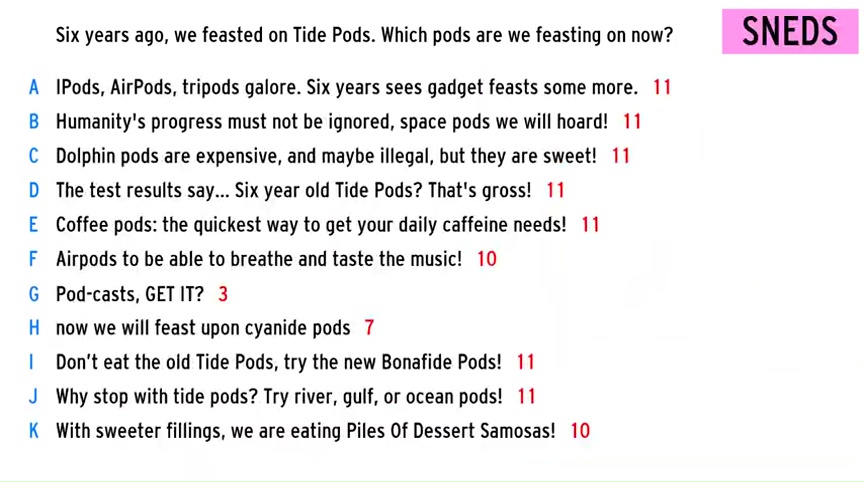 Six years ago, we feasted on Tide Pods. Which pods are we feasting on now?
SNEDS
A IPods, AirPods, tripods galore. Six years sees gadget feasts some more. 11
B Humanity's progress must not be ignored, space pods we will hoard! 11
C Dolphin pods are expensive, and maybe illegal, but they are sweet! 11
D The test results say... Six year old Tide Pods? That's gross! 11
E Coffee pods: the quickest way to get your daily caffeine needs! 11
F Airpods to be able to breathe and taste the music! 10
G Pod-casts, GET IT? 3
H now we will feast upon cyanide pods 7
I Don’t eat the old Tide Pods, try the new Bonafide Pods! 11
J Why stop with tide pods? Try river, gulf, or ocean pods! 11
K With sweeter fillings, we are eating Piles Of Dessert Samosas! 10